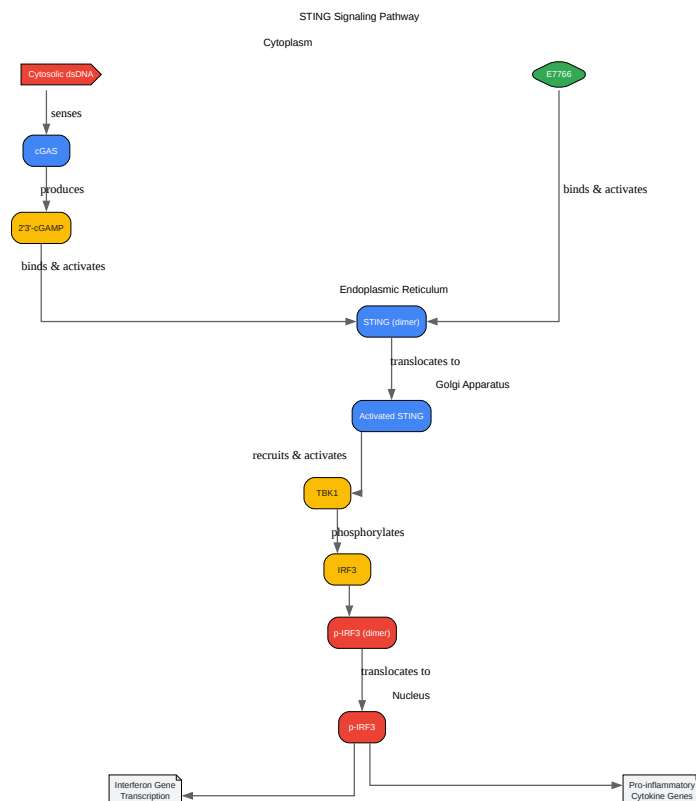 STING Signaling Pathway
Cytoplasm
Cytosolic dsDNA
E7766
senses
cGAS
produces
binds & activates
2'3'-cGAMP
binds & activates
Endoplasmic Reticulum
STING (dimer)
translocates to
Golgi Apparatus
Activated STING
recruits & activates
TBK1
phosphorylates
IRF3
p-IRF3 (dimer)
translocates to
Nucleus
p-IRF3
Interferon Gene
Transcription
Pro-inflammatory
Cytokine Genes